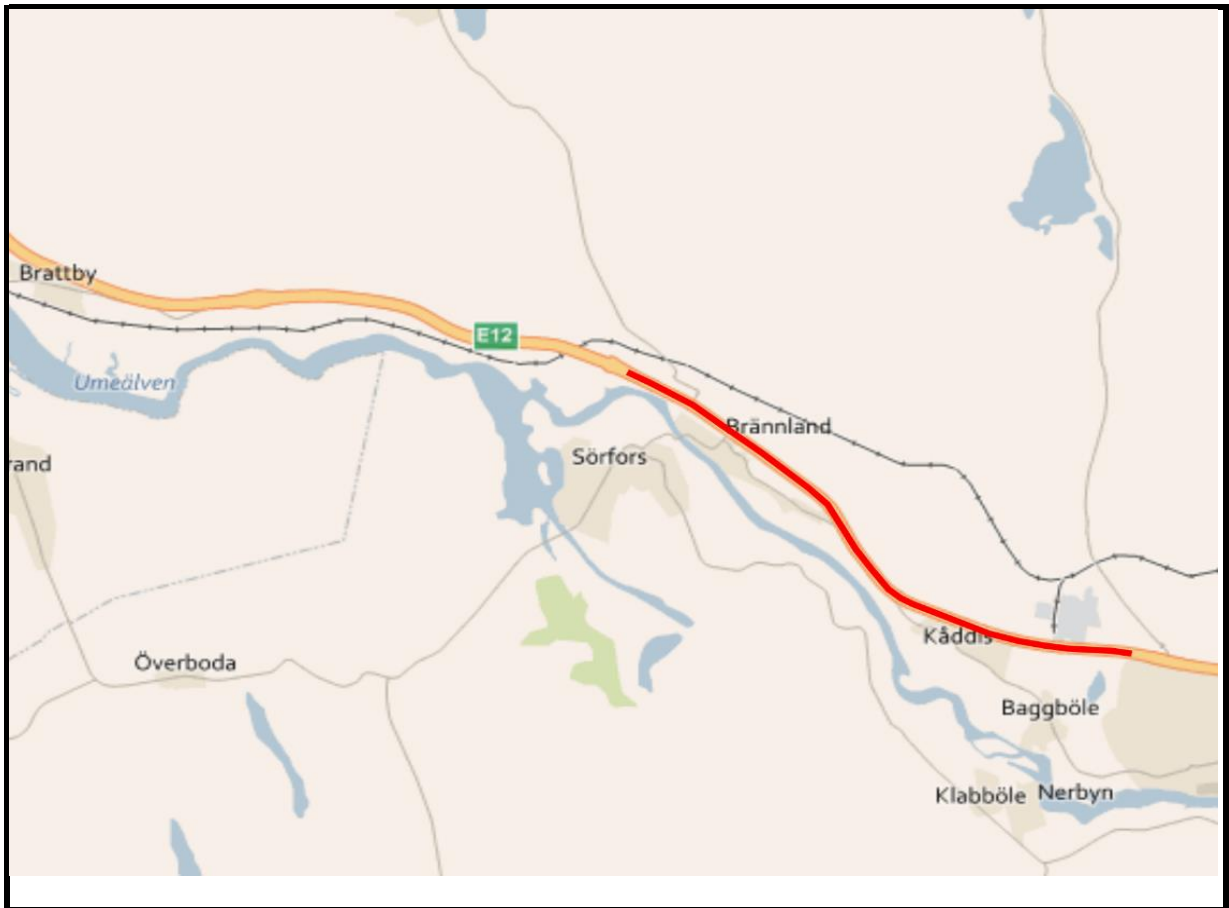 Brattby
E12
Umeälven
Brännland
Sörfors
rand
Kåddis
Överboda
Baggböle
Klabböle
Nerbyn